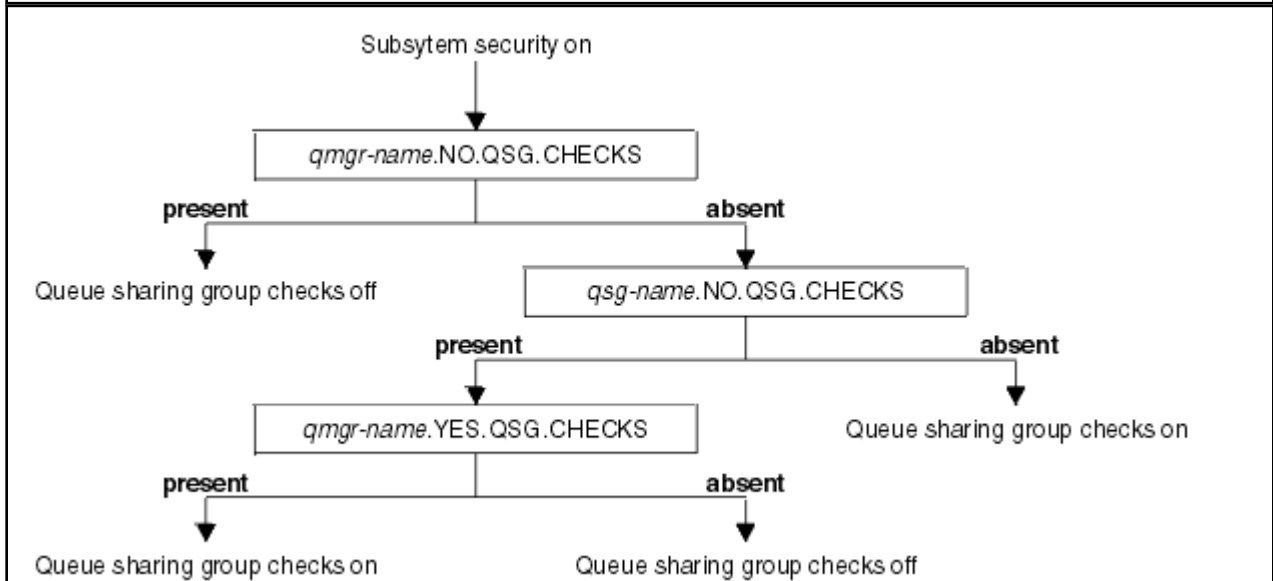 Subsytem security on
qmgr-name.NO.QSG.CHECKS
present
absent
Queue sharing group checks off
qsg-name.NO.QSG.CHECKS
present
absent
qmgr-name.YES.QSG.CHECKS
Queue sharing group checks on
present
absent
Queue sharing group checks on
Queue sharing group checks off